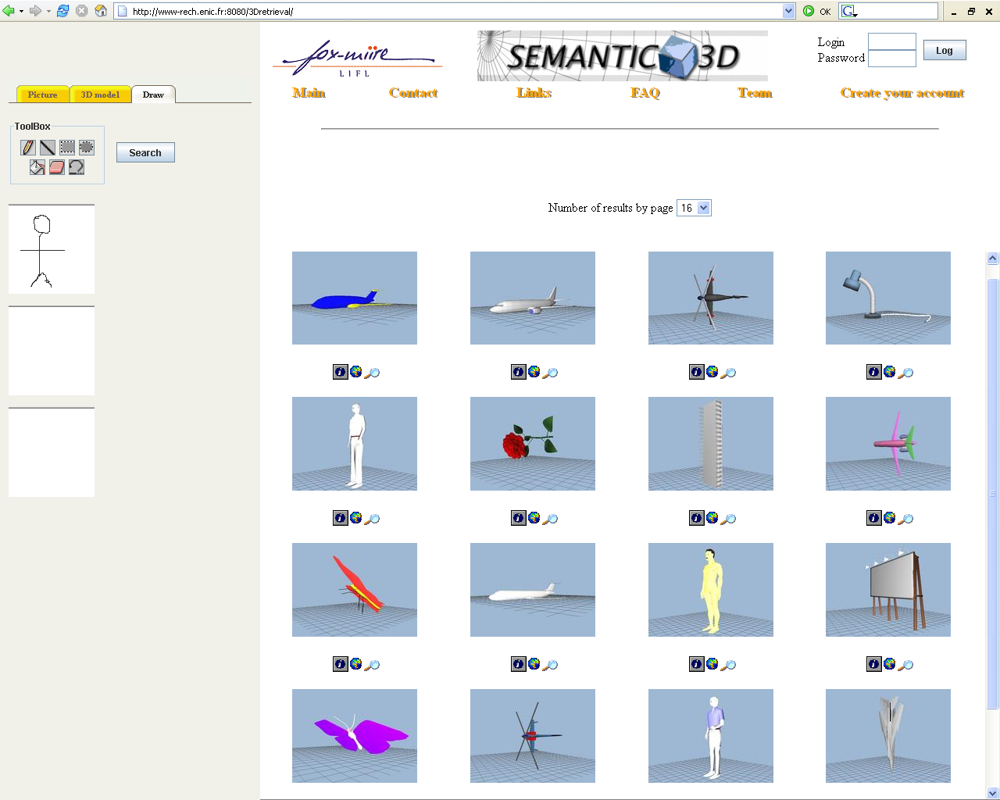 http://www-rech.enic.fr:8080/3Dretrieval/
OK
G
fox-miire
LIFL
SEMANTIC 3D
Login
Password
Log
Main Contact Links FAQ Team Create your account
Picture 3D model Draw
ToolBox
Search
Number of results by page 16